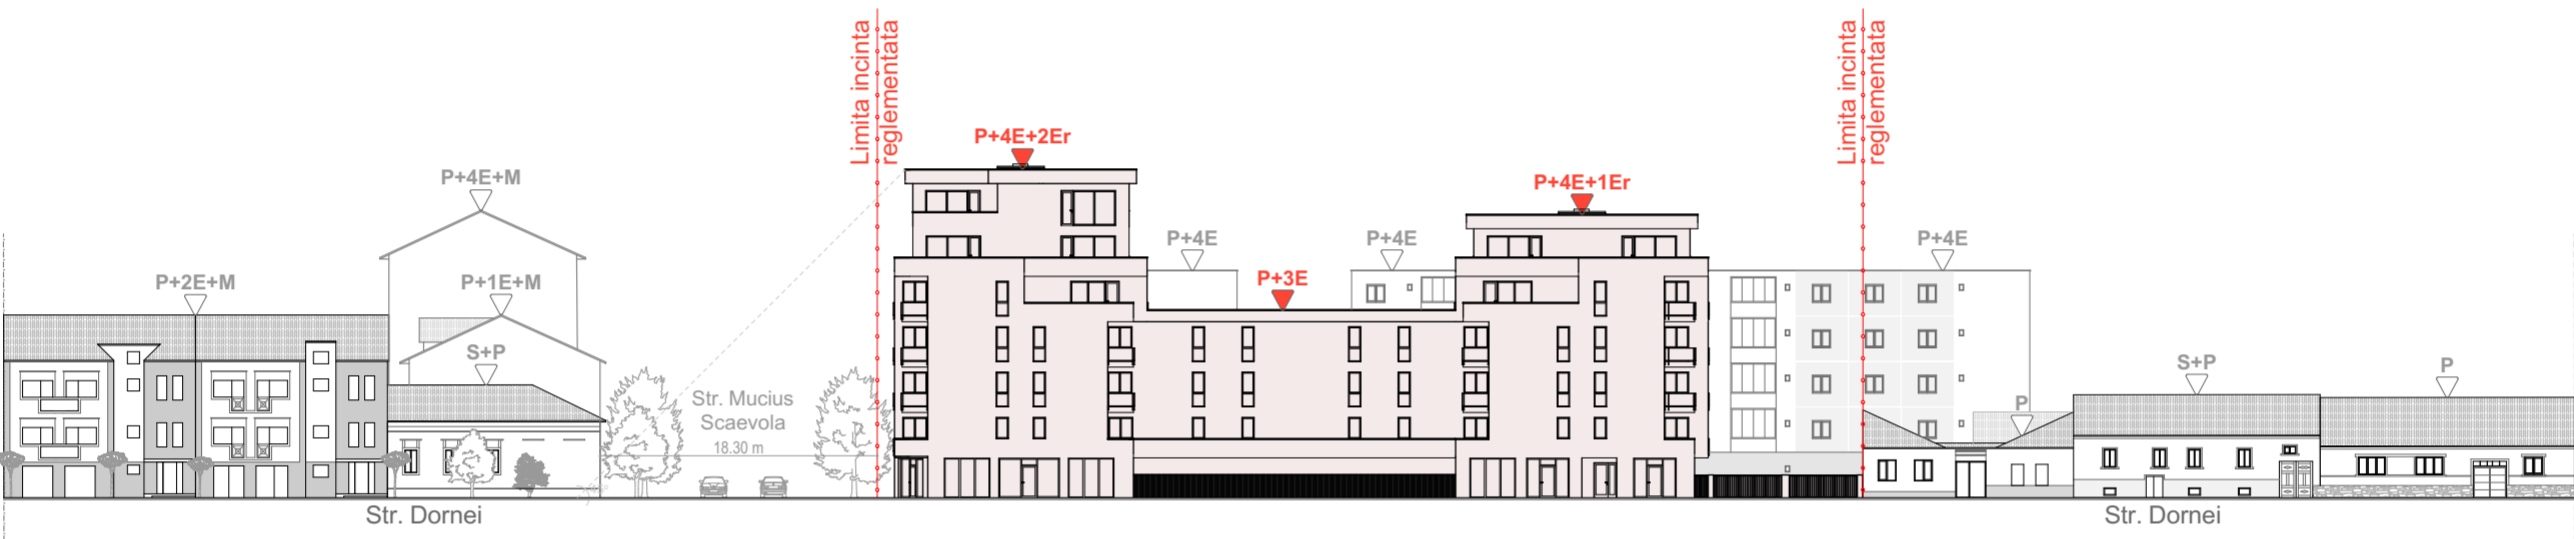 Limita incinta
reglementata
Limita incinta
reglementata
P+4E+2Er
P+4E+M
P+4E+1Er
P+4E
P+4E
P+4E
P+2E+M
P+1E+M
P+3E
S+P
S+P
P
P
Str. Mucius
Scaevola
18.30 m
Str. Dornei
Str. Dornei